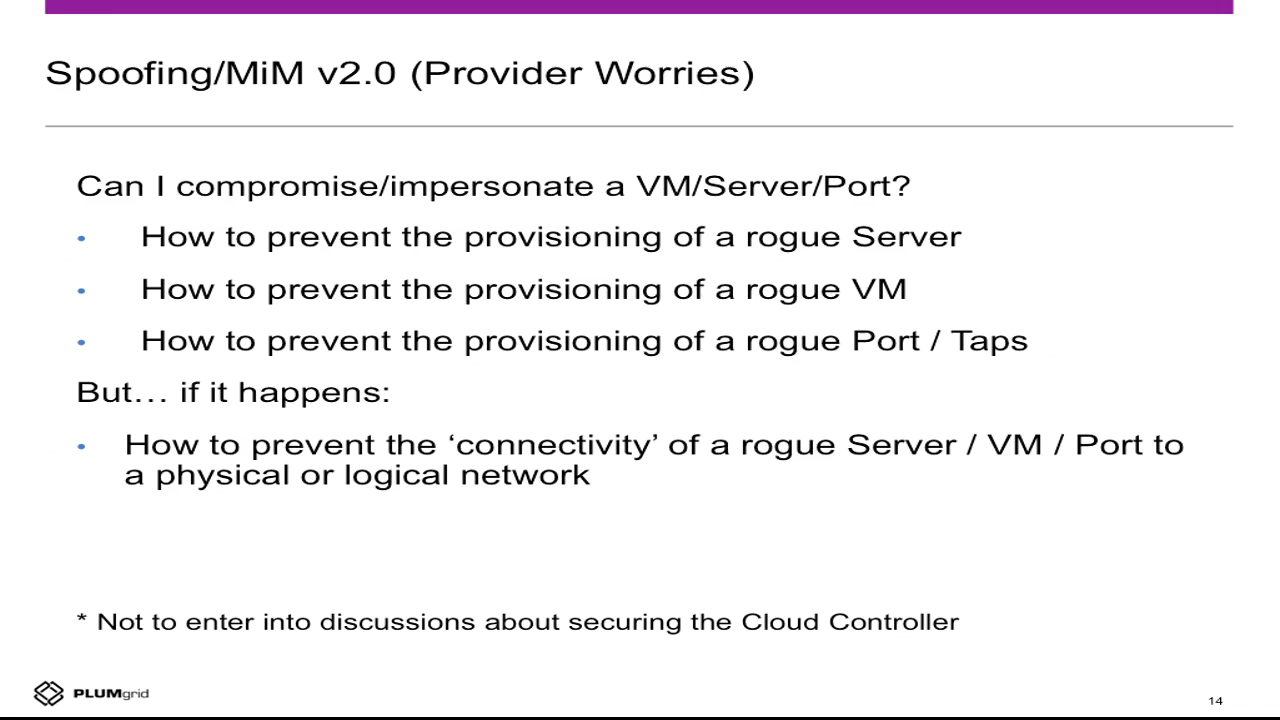 Spoofing/MiM v2.0 (Provider Worries)
Can I compromise/impersonate a VM/Server/Port?
• How to prevent the provisioning of a rogue Server
• How to prevent the provisioning of a rogue VM
• How to prevent the provisioning of a rogue Port / Taps
But… if it happens:
• How to prevent the ‘connectivity’ of a rogue Server / VM / Port to
a physical or logical network
* Not to enter into discussions about securing the Cloud Controller
PLUMgrid
14